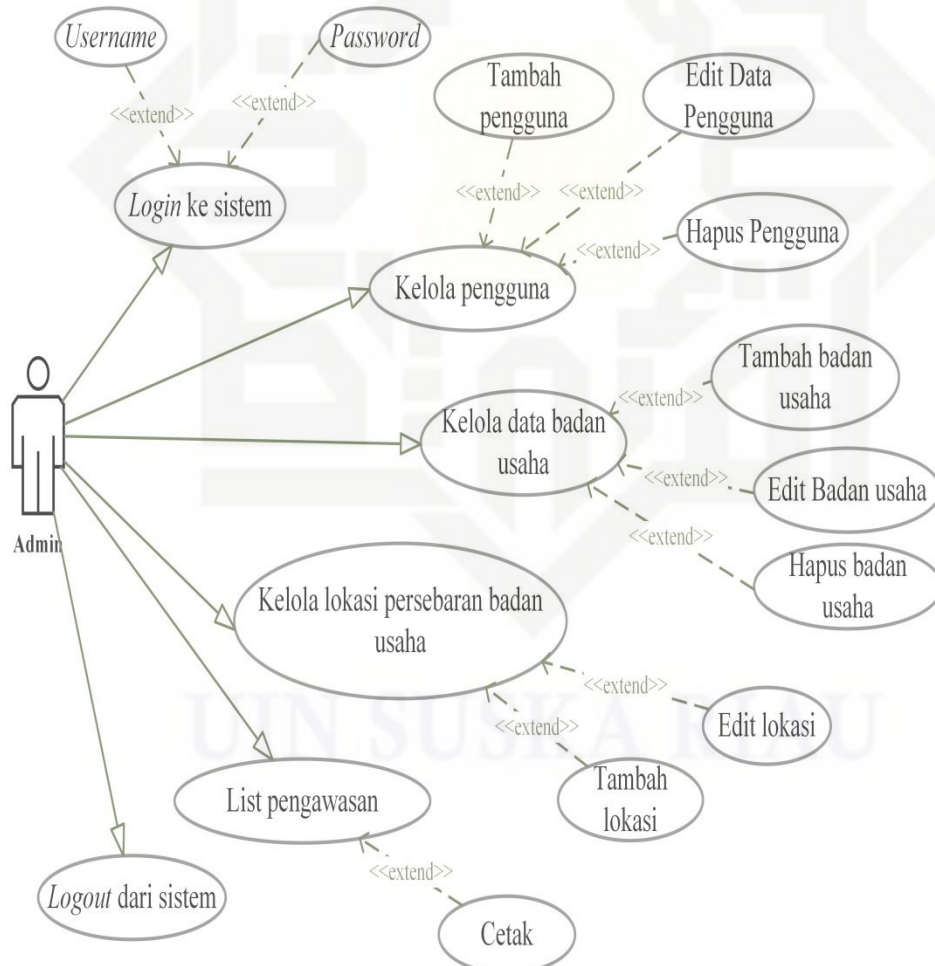 Username
Password
<<extend>>
<<extend>>
Tambah
pengguna
Edit Data
Pengguna
Login ke sistem
<<extend>>
<<extend>>
Hapus Pengguna
<<extend>>
Kelola pengguna
Tambah badan
usaha
<<extend>>
Kelola data badan
usaha
<<extend>>
Edit Badan usaha
<<extend>>
Hapus badan
usaha
Admin
Kelola lokasi persebaran badan
usaha
<<extend>>
Edit lokasi
<<extend>>
Tambah
lokasi
UIN SUSKA RIAU
List pengawasan
<<extend>>
Logout dari sistem
Cetak